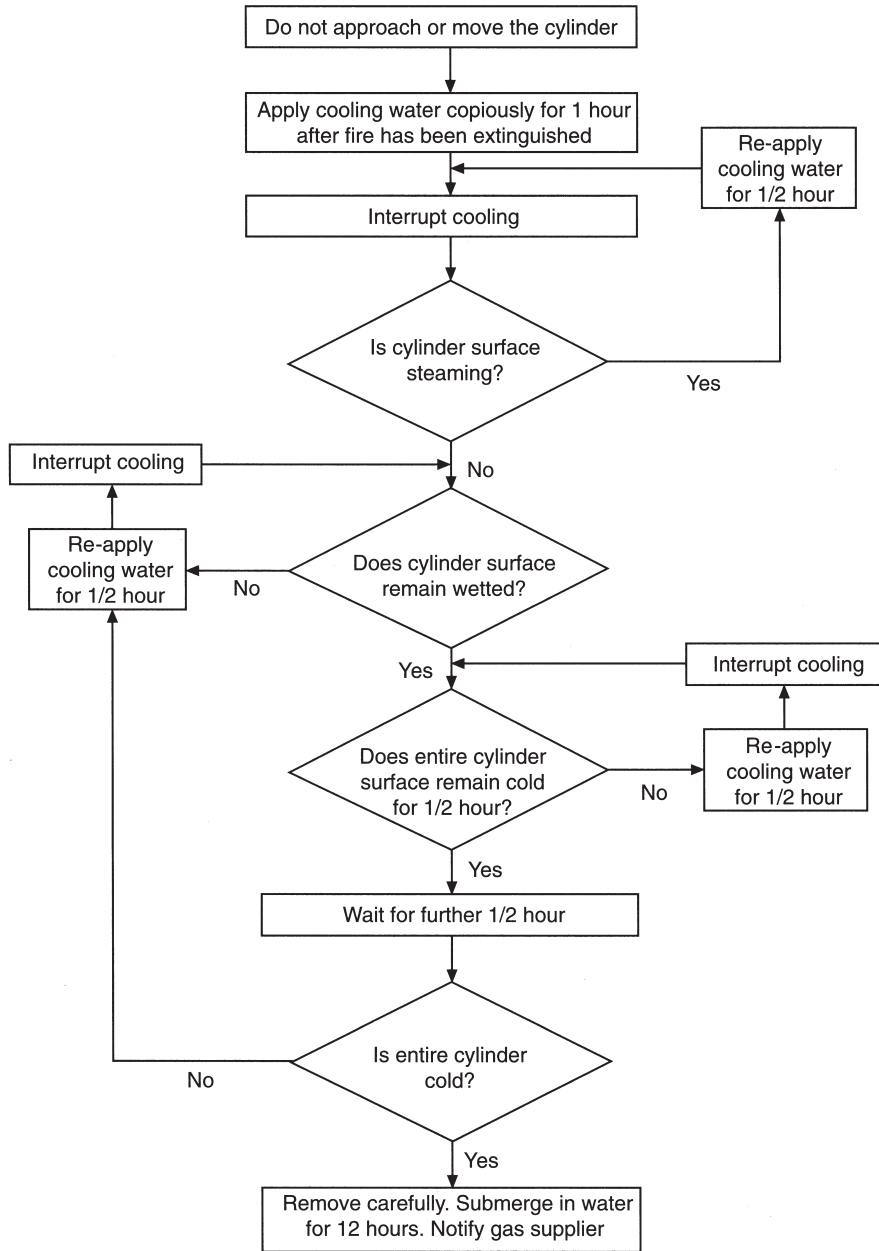 Do not approach or move the cylinder
Apply cooling water copiously for 1 hour
after fire has been extinguished
Re-apply
cooling water
for 1/2 hour
Interrupt cooling
Is cylinder surface
steaming?
Yes
No
Interrupt cooling
Re-apply
cooling water
for 1/2 hour
No
Does cylinder surface
remain wetted?
Yes
Interrupt cooling
Does entire cylinder
surface remain cold
for 1/2 hour?
No
Re-apply
cooling water
for 1/2 hour
Yes
Wait for further 1/2 hour
Is entire cylinder
cold?
No
Yes
Remove carefully. Submerge in water
for 12 hours. Notify gas supplier